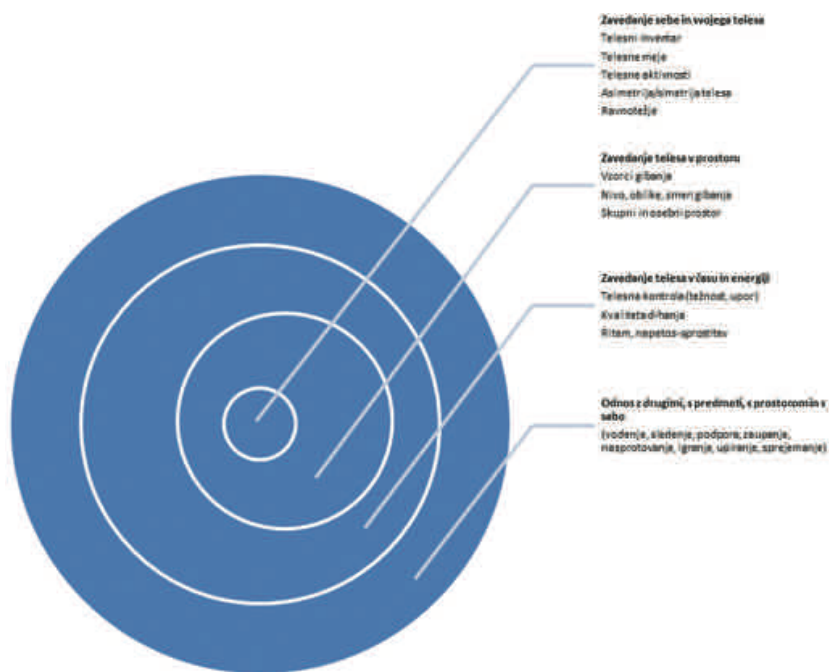 Zavedanje sebe in svojega telesa
Telesni inventar
Telesne meje
Telesne aktivnosti
Asimetrija/simetrija telesa
Ravnotežje
Zavedanje telesa v prostoru
Vzorci gibanja
Nivo, oblike, smer gibanja
Skupni in osebni prostor
Zavedanje telesa v času in energiji
Telesna kontrola (težnost, upor)
Kvaliteta dihanja
Ritem, napetos-sprostitev
Odnos z drugimi, s predmeti, s prostorom in s
sabo
(vodenje, sledenje, podpora, zaupanje,
nasprotovanje, igranje, upiranje, sprejemanje)